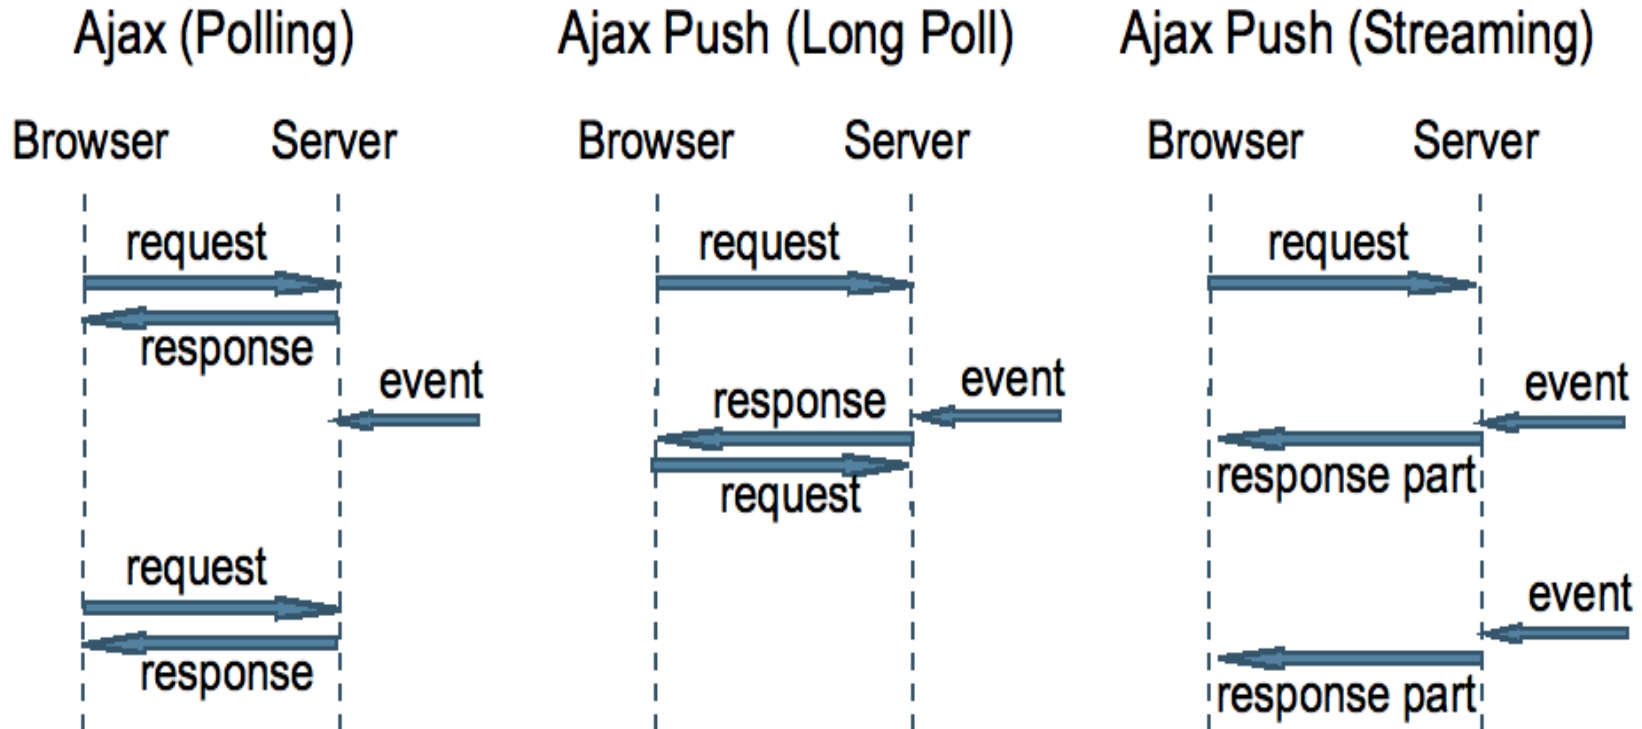 Ajax (Polling)
Browser Server
request
response
event
request
response
Ajax Push (Long Poll)
Browser Server
request
event
response
request
Ajax Push (Streaming)
Browser Server
request
event
response part
event
response part